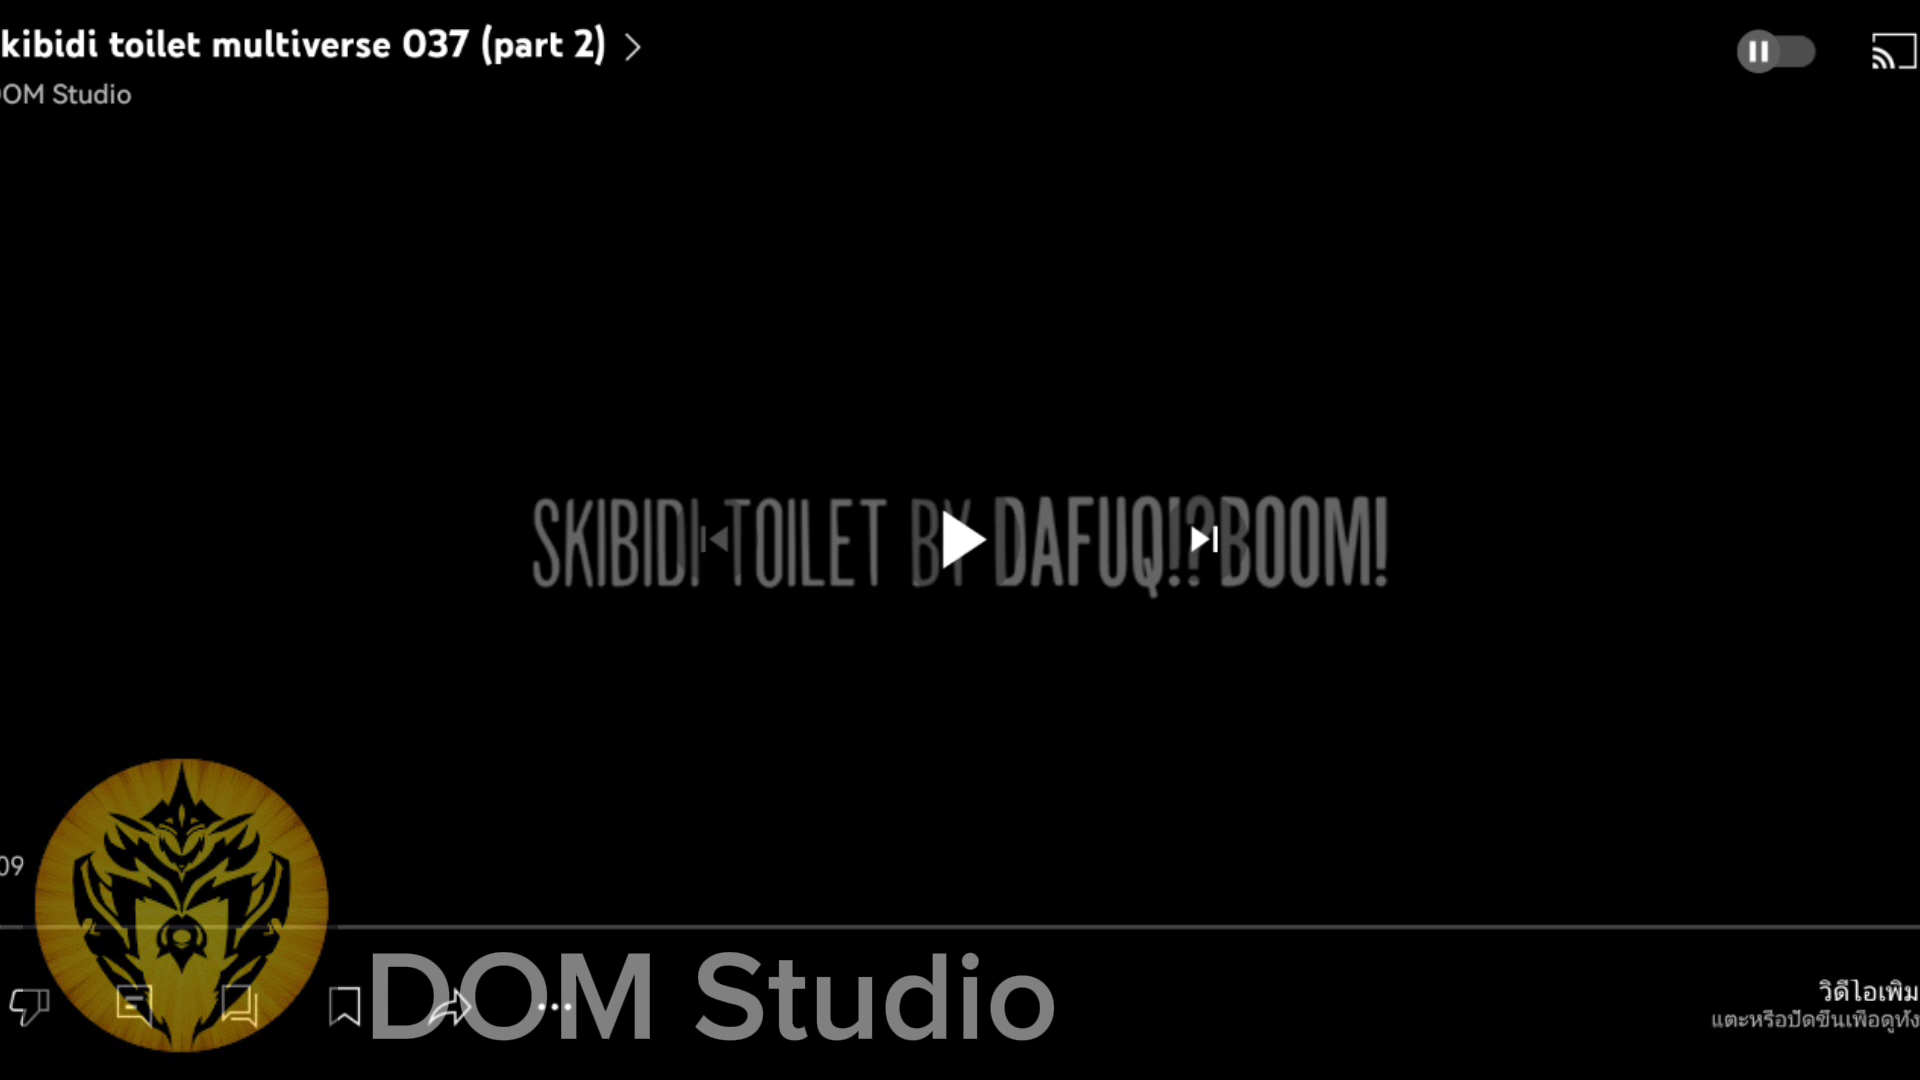 kibidi toilet multiverse 037 (part 2)
OM Studio
SKIBIDI TOILET BY DAFUQ!?BOOM!
09
DOM Studio
วิดีโอเพิ่ม
แตะหรือปัดขึ้นเพื่อดูทั้ง